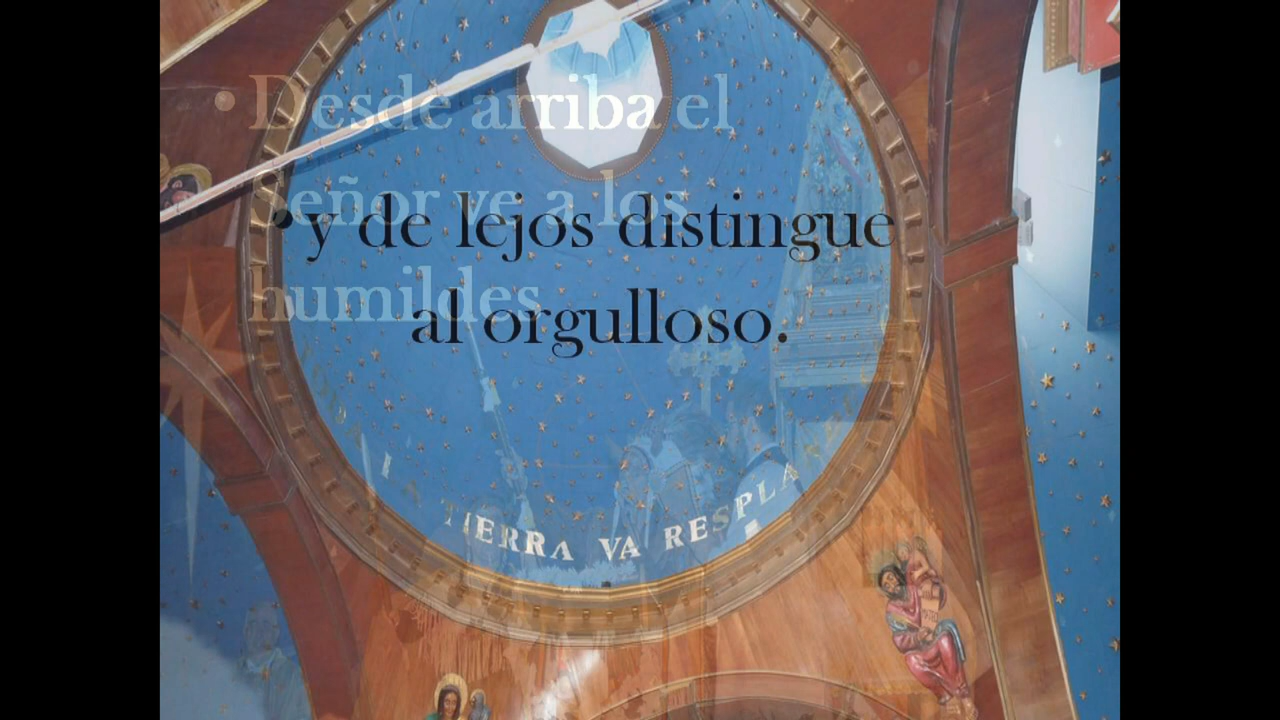 • Desde arriba el
Señor ve a los
humildes
•y de lejos distingue
al orgulloso.
TIERRA VA RESPLA